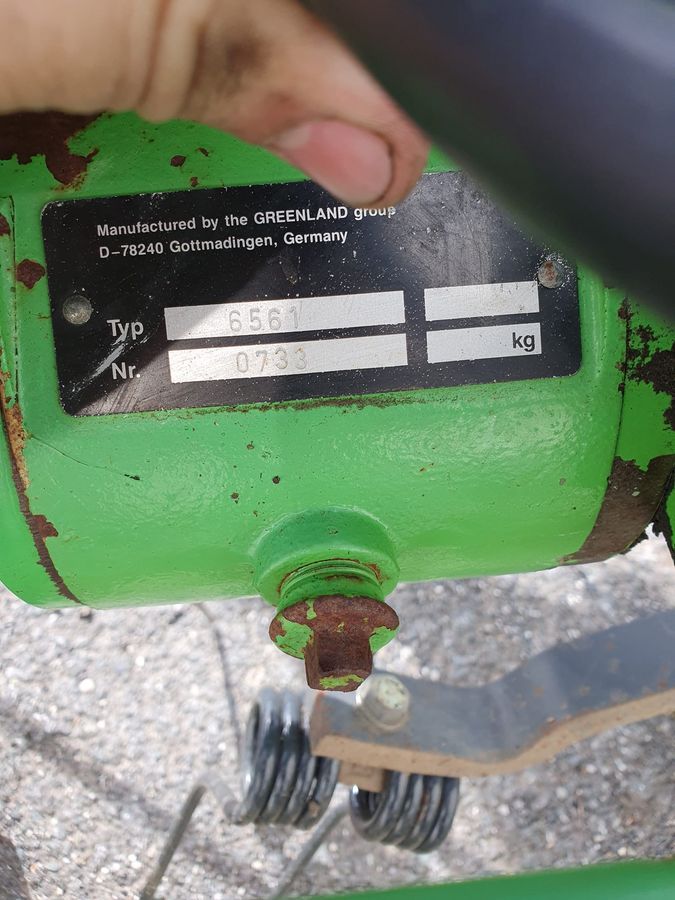 Manufactured by the GREENLAND group
D-78240 Gottmadingen, Germany
Typ 6561
Nr. 0733 kg